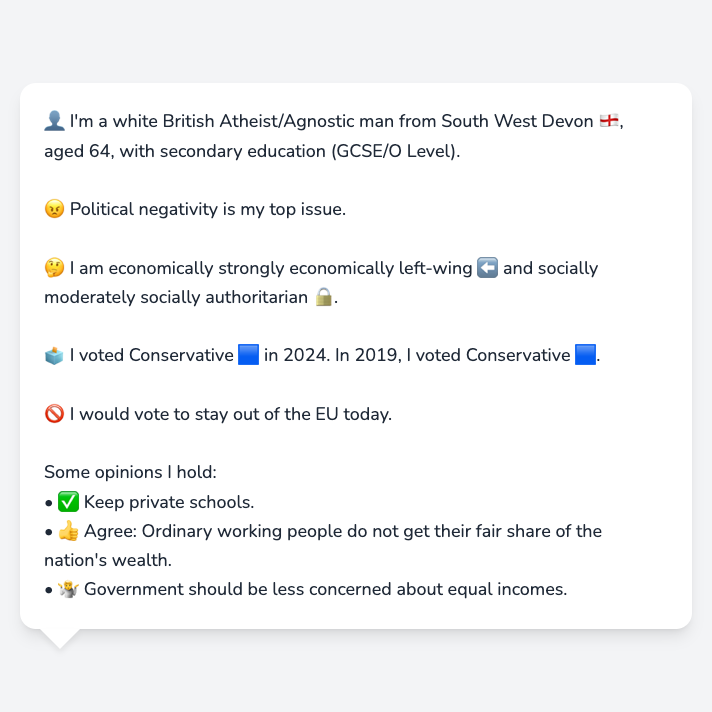 👤 I'm a white British Atheist/Agnostic man from South West Devon 🏴󠁧󠁢󠁥󠁮󠁧󠁿,
aged 64, with secondary education (GCSE/O Level).
😠 Political negativity is my top issue.
🤔 I am economically strongly economically left-wing ⬅️ and socially
moderately socially authoritarian 🔒.
🗳️ I voted Conservative 🟦 in 2024. In 2019, I voted Conservative 🟦.
🚫 I would vote to stay out of the EU today.
Some opinions I hold:
• ✅ Keep private schools.
• 👍 Agree: Ordinary working people do not get their fair share of the
nation's wealth.
• 🤷 Government should be less concerned about equal incomes.